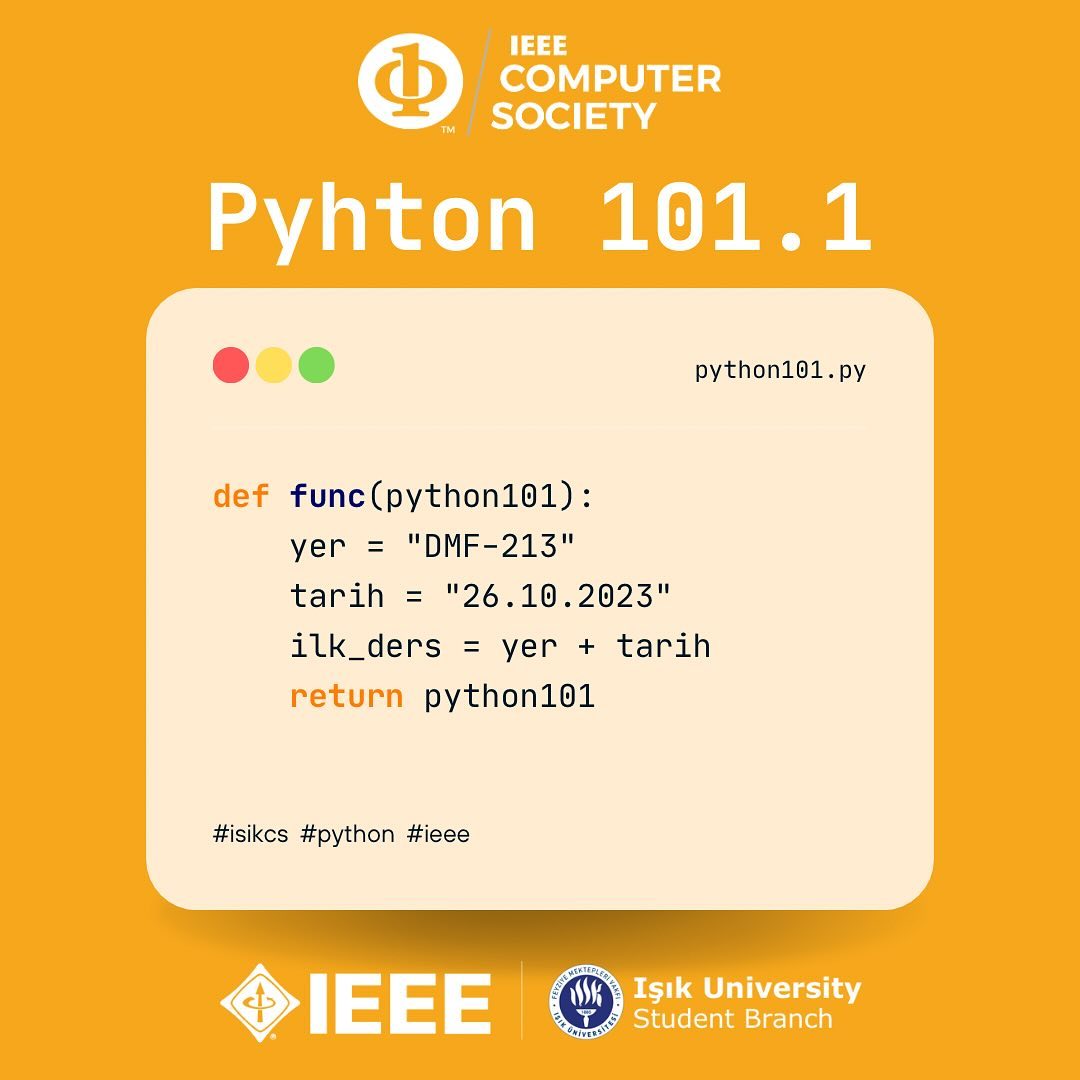 IEEE
COMPUTER
SOCIETY
TM
Pyhton 101.1
python101.py
def func(python101):
    yer = "DMF-213"
    tarih = "26.10.2023"
    ilk_ders = yer + tarih
    return python101
#isikcs #python #ieee
IEEE
®
FEYZİYE MEKTEPLERİ VAKFI
1885
IŞIK ÜNİVERSİTESİ
Işık University
Student Branch